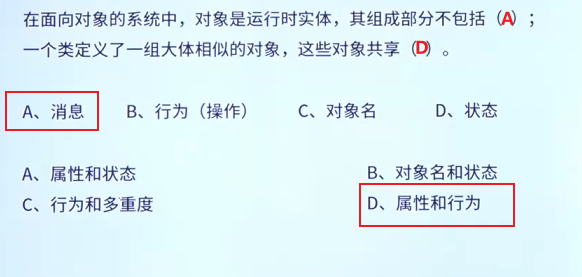 在面向对象的系统中，对象是运行时实体，其组成部分不包括（A）；
一个类定义了一组大体相似的对象，这些对象共享（D）。
A、消息 B、行为（操作） C、对象名 D、状态
A、属性和状态 B、对象名和状态
C、行为和多重度 D、属性和行为